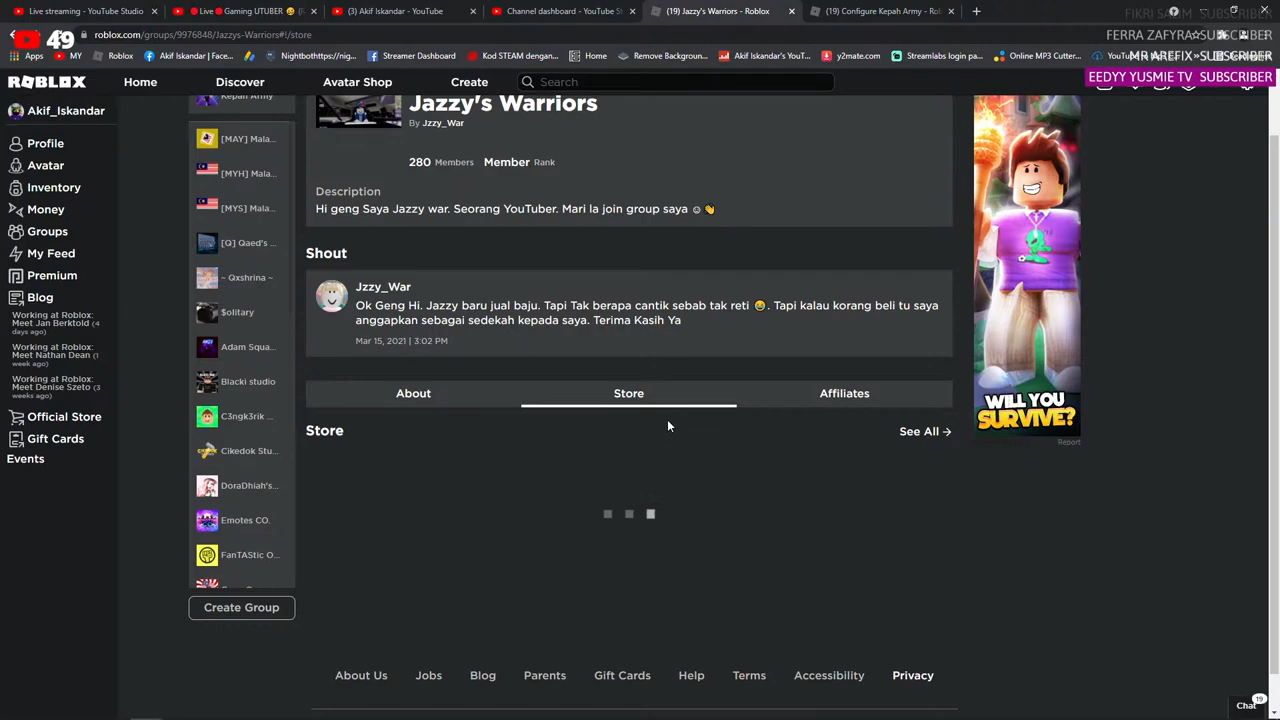 Live streaming - YouTube Studio
Live Gaming UTUBER
(3) Akif Iskandar - YouTube
Channel dashboard - YouTube St
(19) Jazzy's Warriors - Roblox
(19) Configure Kepah Army - Rob
FIKRI SALIM SUBSCRIBER
49
roblox.com/groups/9976848/Jazzys-Warriors#!/store
FERRA ZAFYRA»SUBSCRIBER
Apps
MY
Roblox
Akif Iskandar | Face...
Nightbothttps://nig...
Streamer Dashboard
Kod STEAM dengan...
Home
Remove Backgroun...
Akif Iskandar's YouT...
y2mate.com
Streamlabs login pa...
Online MP3 Cutter...
MR AREFIX»SUBSCRIBER
EEDYY YUSMIE TV SUBSCRIBER
ROBLOX
Home
Discover
Avatar Shop
Create
Search
Akif_Iskandar
Profile
Avatar
Inventory
Money
Groups
My Feed
Premium
Blog
Working at Roblox:
Meet Jan Berktold (4
days ago)
Working at Roblox:
Meet Nathan Dean (1
week ago)
Working at Roblox:
Meet Denise Szeto (3
weeks ago)
Official Store
Gift Cards
Events
Kepah Army
[MAY] Mala...
[MYH] Mala...
[MYS] Mala...
[Q] Qaed's ...
~ Qxshrina ~
$olitary
Adam Squa...
Blacki studio
C3ngk3rik ...
Cikedok Stu...
DoraDhiah's...
Emotes CO.
FanTAStic O...
Create Group
Jazzy's Warriors
By Jzzy_War
280 Members
Member Rank
Description
Hi geng Saya Jazzy war. Seorang YouTuber. Mari la join group saya ☺👋
Shout
Jzzy_War
Ok Geng Hi. Jazzy baru jual baju. Tapi Tak berapa cantik sebab tak reti 😭. Tapi kalau korang beli tu saya
anggapkan sebagai sedekah kepada saya. Terima Kasih Ya
Mar 15, 2021 | 3:02 PM
About
Store
Affiliates
Store
See All →
WILL YOU
SURVIVE?
Report
About Us
Jobs
Blog
Parents
Gift Cards
Help
Terms
Accessibility
Privacy
Chat
19